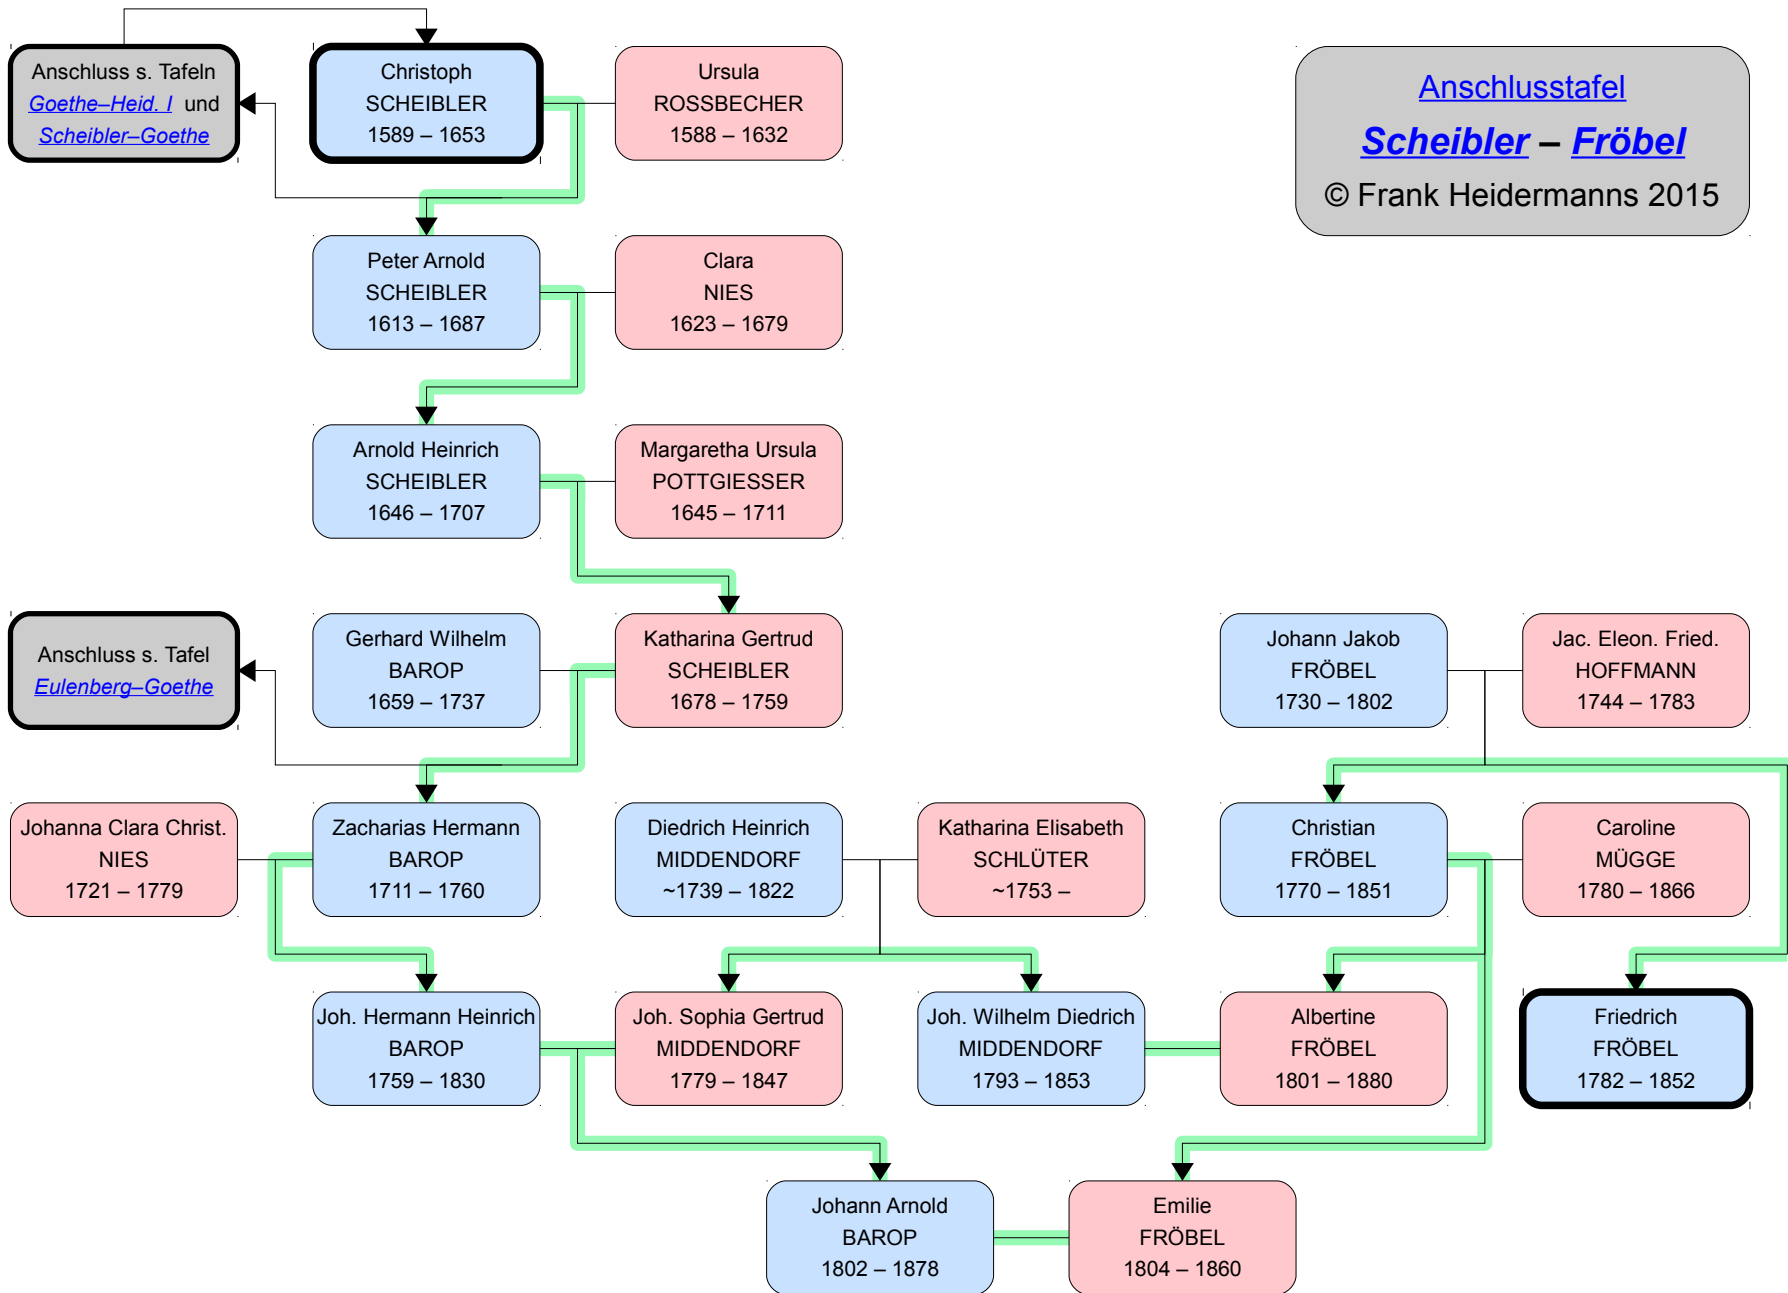 Anschluss s. Tafeln
Goethe–Heid. I und
Scheibler–Goethe
Christoph
SCHEIBLER
1589 – 1653
Ursula
ROSSBECHER
1588 – 1632
Anschlusstafel
Scheibler – Fröbel
© Frank Heidermanns 2015
Peter Arnold
SCHEIBLER
1613 – 1687
Clara
NIES
1623 – 1679
Arnold Heinrich
SCHEIBLER
1646 – 1707
Margaretha Ursula
POTTGIESSER
1645 – 1711
Anschluss s. Tafel
Eulenberg–Goethe
Gerhard Wilhelm
BAROP
1659 – 1737
Katharina Gertrud
SCHEIBLER
1678 – 1759
Johann Jakob
FRÖBEL
1730 – 1802
Jac. Eleon. Fried.
HOFFMANN
1744 – 1783
Johanna Clara Christ.
NIES
1721 – 1779
Zacharias Hermann
BAROP
1711 – 1760
Diedrich Heinrich
MIDDENDORF
~1739 – 1822
Katharina Elisabeth
SCHLÜTER
~1753 –
Christian
FRÖBEL
1770 – 1851
Caroline
MÜGGE
1780 – 1866
Joh. Hermann Heinrich
BAROP
1759 – 1830
Joh. Sophia Gertrud
MIDDENDORF
1779 – 1847
Joh. Wilhelm Diedrich
MIDDENDORF
1793 – 1853
Albertine
FRÖBEL
1801 – 1880
Friedrich
FRÖBEL
1782 – 1852
Johann Arnold
BAROP
1802 – 1878
Emilie
FRÖBEL
1804 – 1860